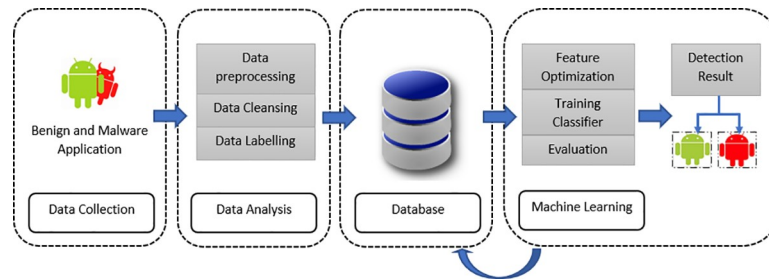 Benign and Malware
Application
Data Collection
Data
preprocessing
Data Cleansing
Data Labelling
Data Analysis
Database
Feature
Optimization
Training
Classifier
Evaluation
Detection
Result
Machine Learning